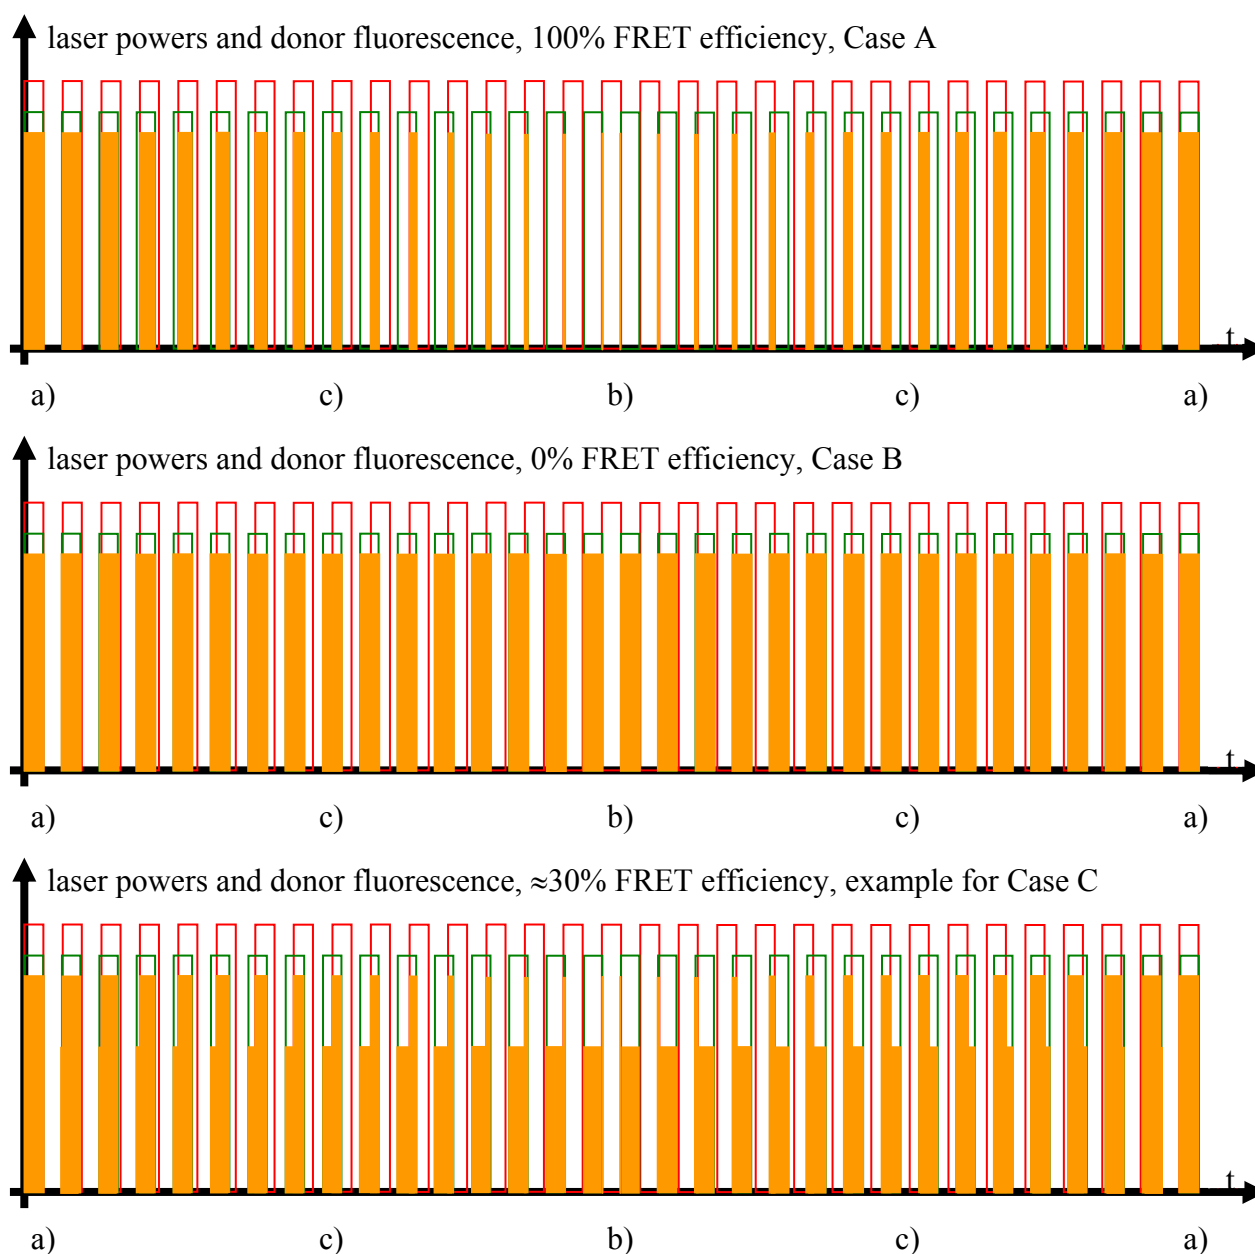 laser powers and donor fluorescence, 100% FRET efficiency, Case A
t
a) c) b) c) a)
laser powers and donor fluorescence, 0% FRET efficiency, Case B
t
a) c) b) c) a)
laser powers and donor fluorescence, ≈30% FRET efficiency, example for Case C
t
a) c) b) c) a)